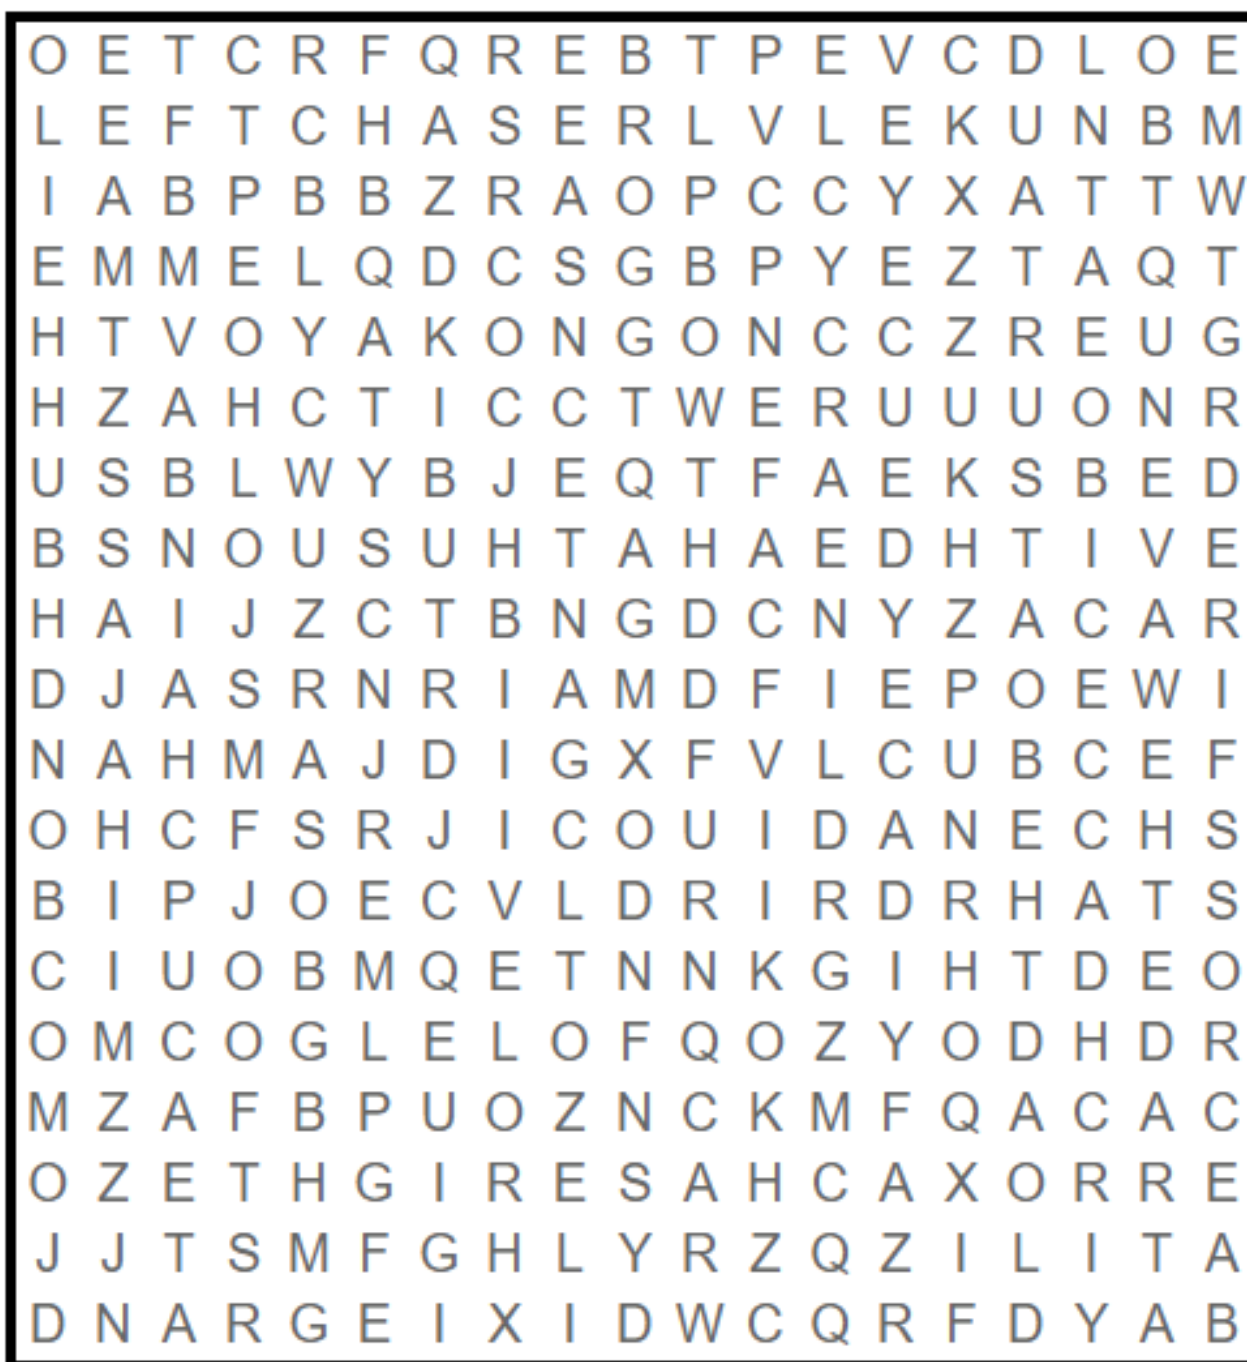 O E T C R F Q R E B T P E V C D L O E
L E F T C H A S E R L V L E K U N B M
I A B P B B Z R A O P C C Y X A T T W
E M M E L Q D C S G B P Y E Z T A Q T
H T V O Y A K O N G O N C C Z R E U G
H Z A H C T I C C T W E R U U U O N R
U S B L W Y B J E Q T F A E K S B E D
B S N O U S U H T A H A E D H T I V E
H A I J Z C T B N G D C N Y Z A C A R
D J A S R N R I A M D F I E P O E W I
N A H M A J D I G X F V L C U B C E F
O H C F S R J I C O U I D A N E C H S
B I P J O E C V L D R I R D R H A T S
C I U O B M Q E T N N K G I H T D E O
O M C O G L E L O F Q O Z Y O D H D R
M Z A F B P U O Z N C K M F Q A C A C
O Z E T H G I R E S A H C A X O R R E
J J T S M F G H L Y R Z Q Z I L I T A
D N A R G E I X I D W C Q R F D Y A B